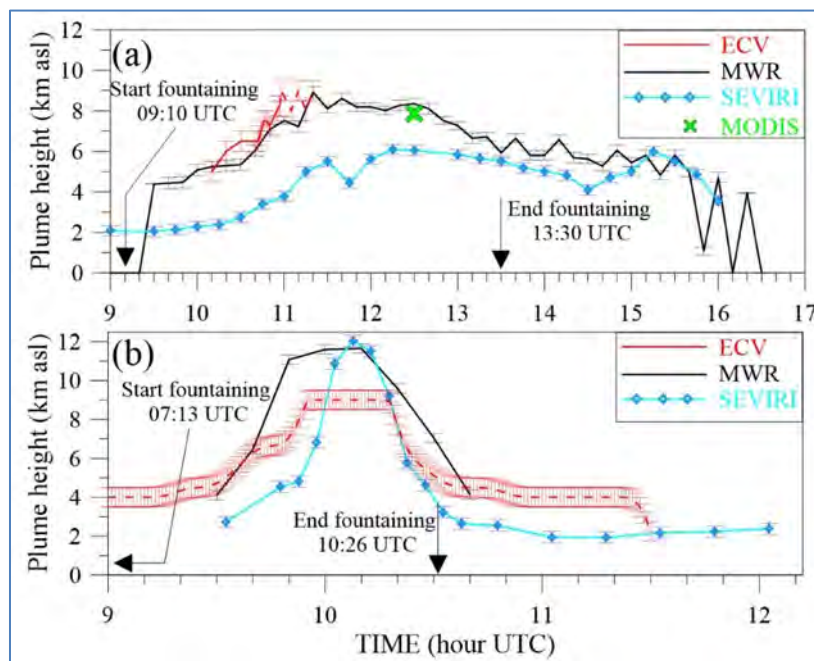 (a)
ECV
MWR
SEVIRI
MODIS
Start fountaining
09:10 UTC
End fountaining
13:30 UTC
Plume height (km asl)
12
10
8
6
4
2
0
9 10 11 12 13 14 15 16 17
(b)
ECV
MWR
SEVIRI
Start fountaining
07:13 UTC
End fountaining
10:26 UTC
Plume height (km asl)
12
10
8
6
4
2
0
9 10 11 12
TIME (hour UTC)